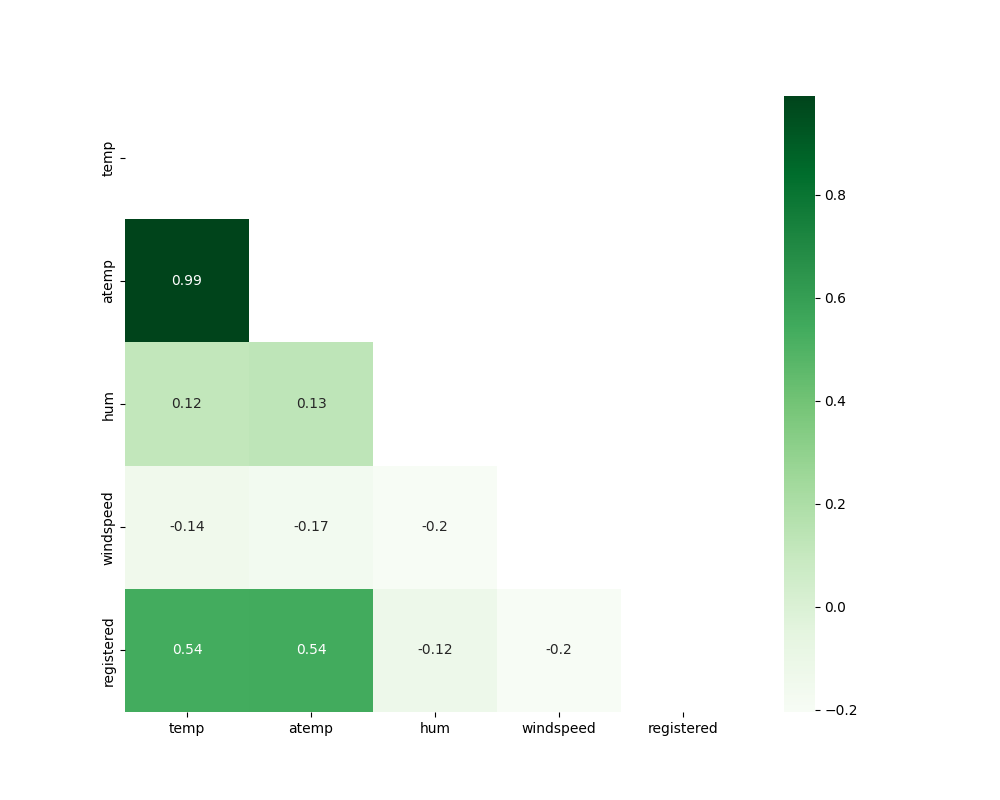 temp
atemp
0.99
hum
0.12 0.13
windspeed
-0.14 -0.17 -0.2
registered
0.54 0.54 -0.12 -0.2
temp atemp hum windspeed registered
0.8
0.6
0.4
0.2
0.0
−0.2